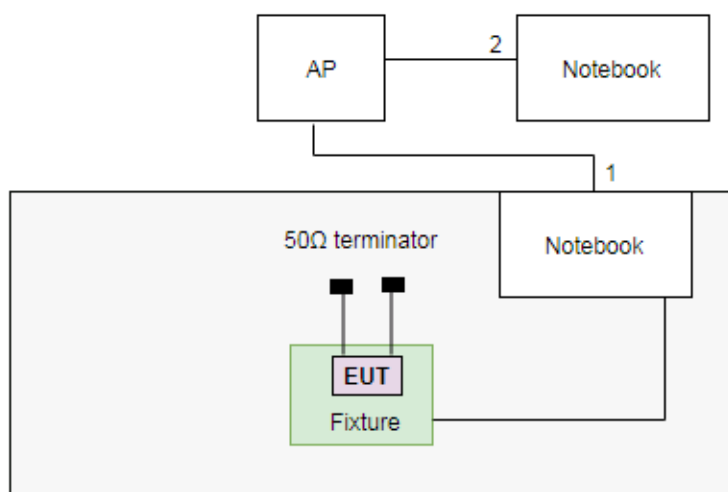 AP
2
Notebook
1
50Ω terminator
Notebook
EUT
Fixture